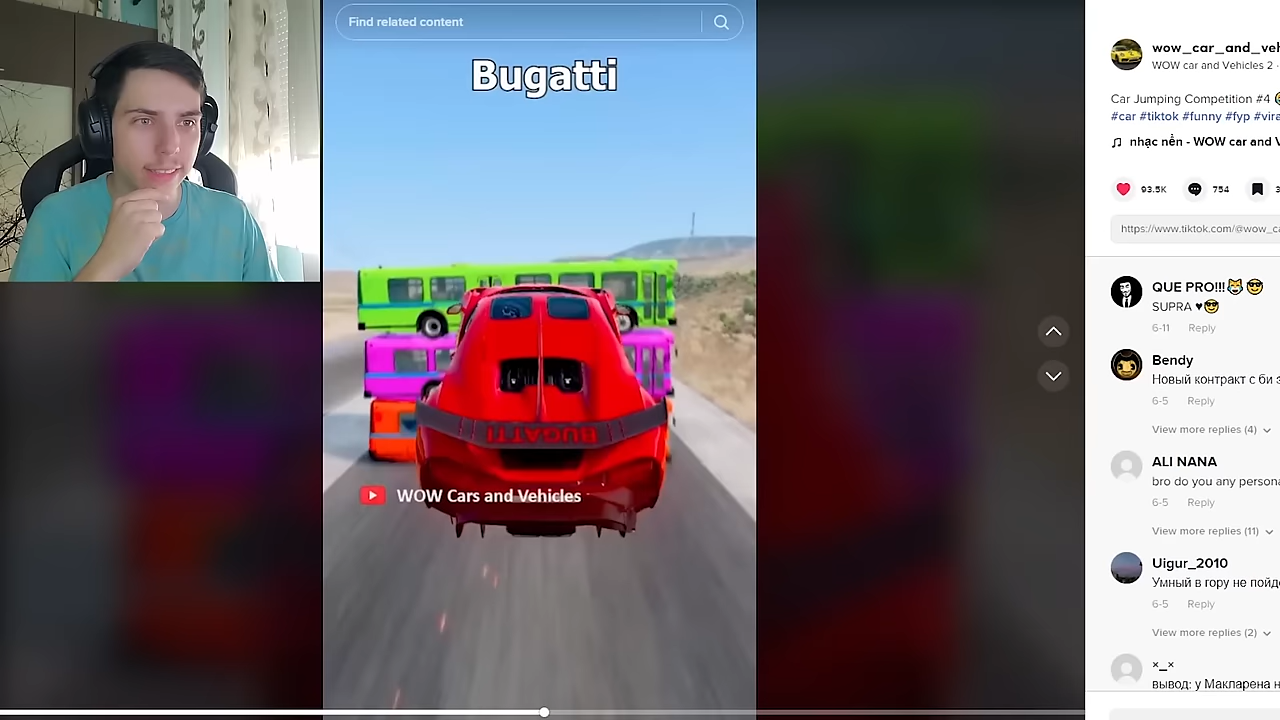 Find related content
Bugatti
BUGATTI
WOW Cars and Vehicles
wow_car_and_veh
WOW car and Vehicles 2 ·
Car Jumping Competition #4
#car #tiktok #funny #fyp #vira
nhạc nền - WOW car and V
93.5K
754
3
https://www.tiktok.com/@wow_ca
QUE PRO!!!😹😎
SUPRA ♥😎
6-11 Reply
Bendy
Новый контракт с би
6-5 Reply
View more replies (4)
ALI NANA
bro do you any persona
6-5 Reply
View more replies (11)
Uigur_2010
Умный в гору не пойд
6-5 Reply
View more replies (2)
×_×
вывод: у Макларена н